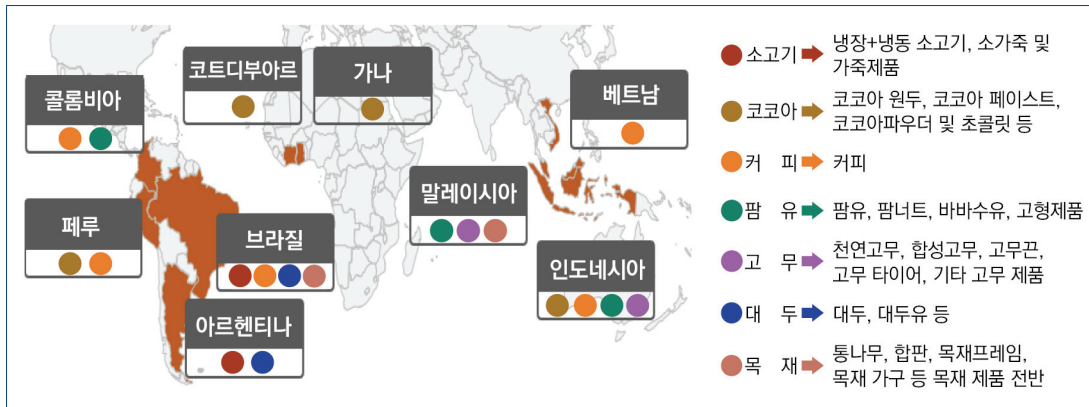 코트디부아르
가나
콜롬비아
베트남
말레이시아
페루
브라질
인도네시아
아르헨티나
소고기 냉장+냉동 소고기, 소가죽 및
가죽제품
코코아 코코아 원두, 코코아 페이스트,
코코아파우더 및 초콜릿 등
커 피 커피
팜 유 팜유, 팜너트, 바바수유, 고형제품
고 무 천연고무, 합성고무, 고무끈,
고무 타이어, 기타 고무 제품
대 두 대두, 대두유 등
목 재 통나무, 합판, 목재프레임,
목재 가구 등 목재 제품 전반